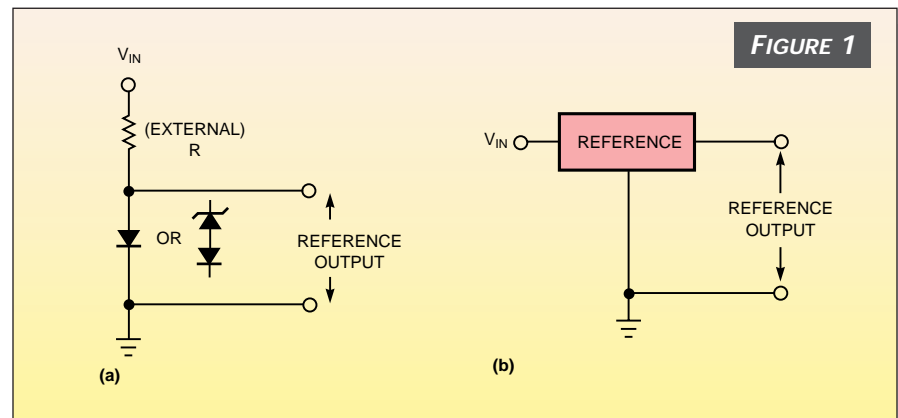 FIGURE 1
VIN
(EXTERNAL)
R
OR
REFERENCE
OUTPUT
(a)
VIN
REFERENCE
REFERENCE
OUTPUT
(b)